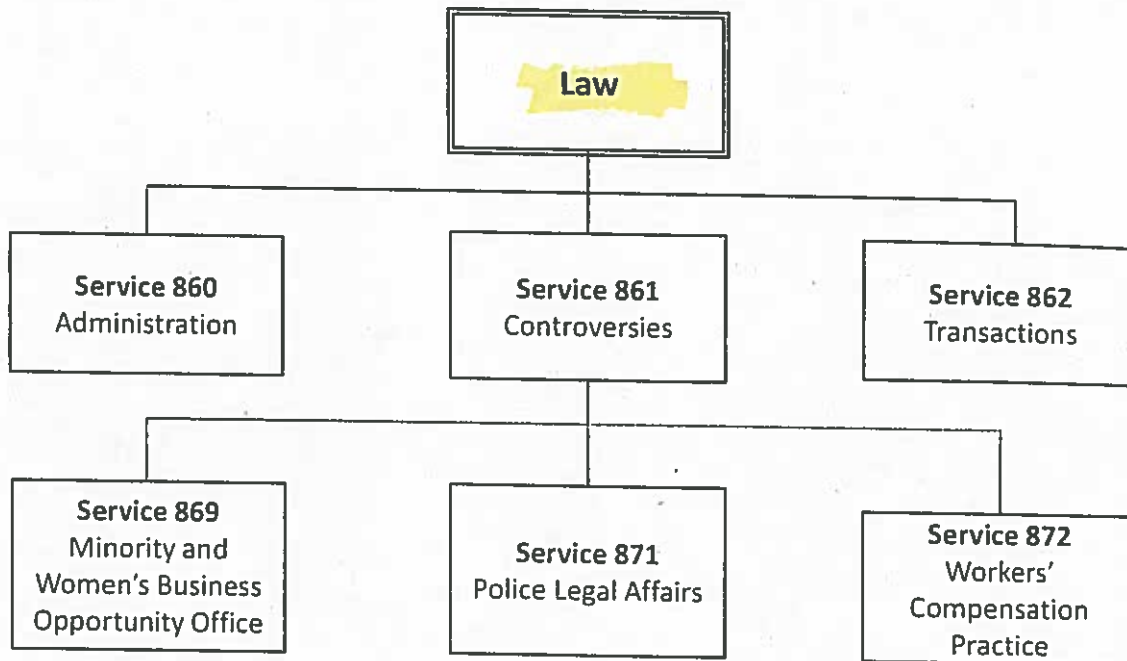 Law
Service 860
Administration
Service 861
Controversies
Service 862
Transactions
Service 869
Minority and
Women's Business
Opportunity Office
Service 871
Police Legal Affairs
Service 872
Workers'
Compensation
Practice